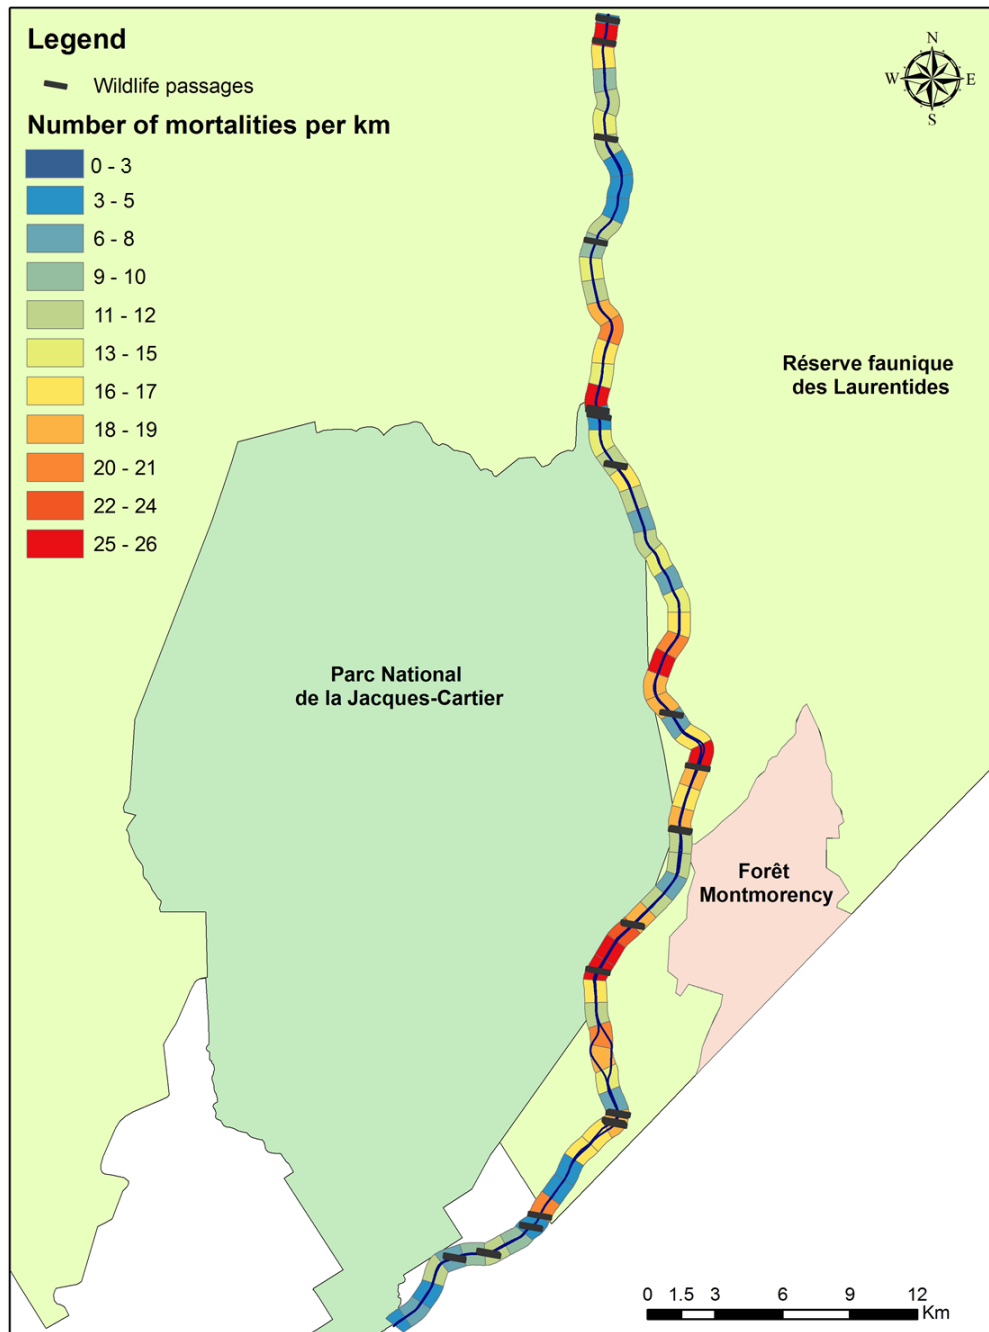 Legend
Wildlife passages
Number of mortalities per km
0 - 3
3 - 5
6 - 8
9 - 10
11 - 12
13 - 15
16 - 17
18 - 19
20 - 21
22 - 24
25 - 26
N
W E
S
Réserve faunique
des Laurentides
Parc National
de la Jacques-Cartier
Forêt
Montmorency
0 1.5 3 6 9 12
Km